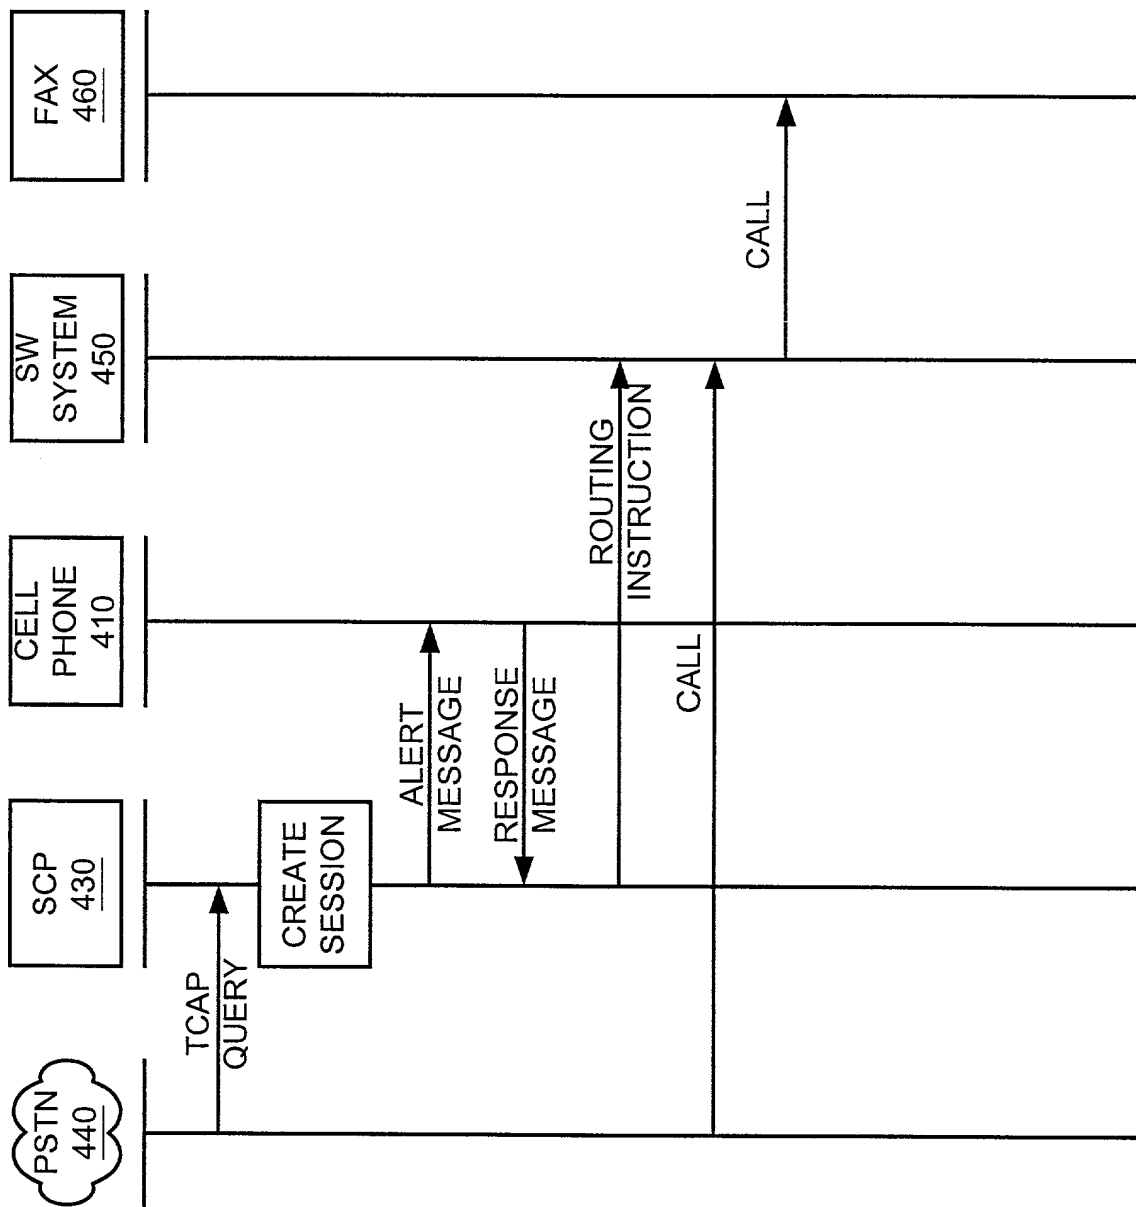 PSTN
440
SCP
430
CELL
PHONE
410
SW
SYSTEM
450
FAX
460
TCAP
QUERY
CREATE
SESSION
ALERT
MESSAGE
RESPONSE
MESSAGE
ROUTING
INSTRUCTION
CALL
CALL